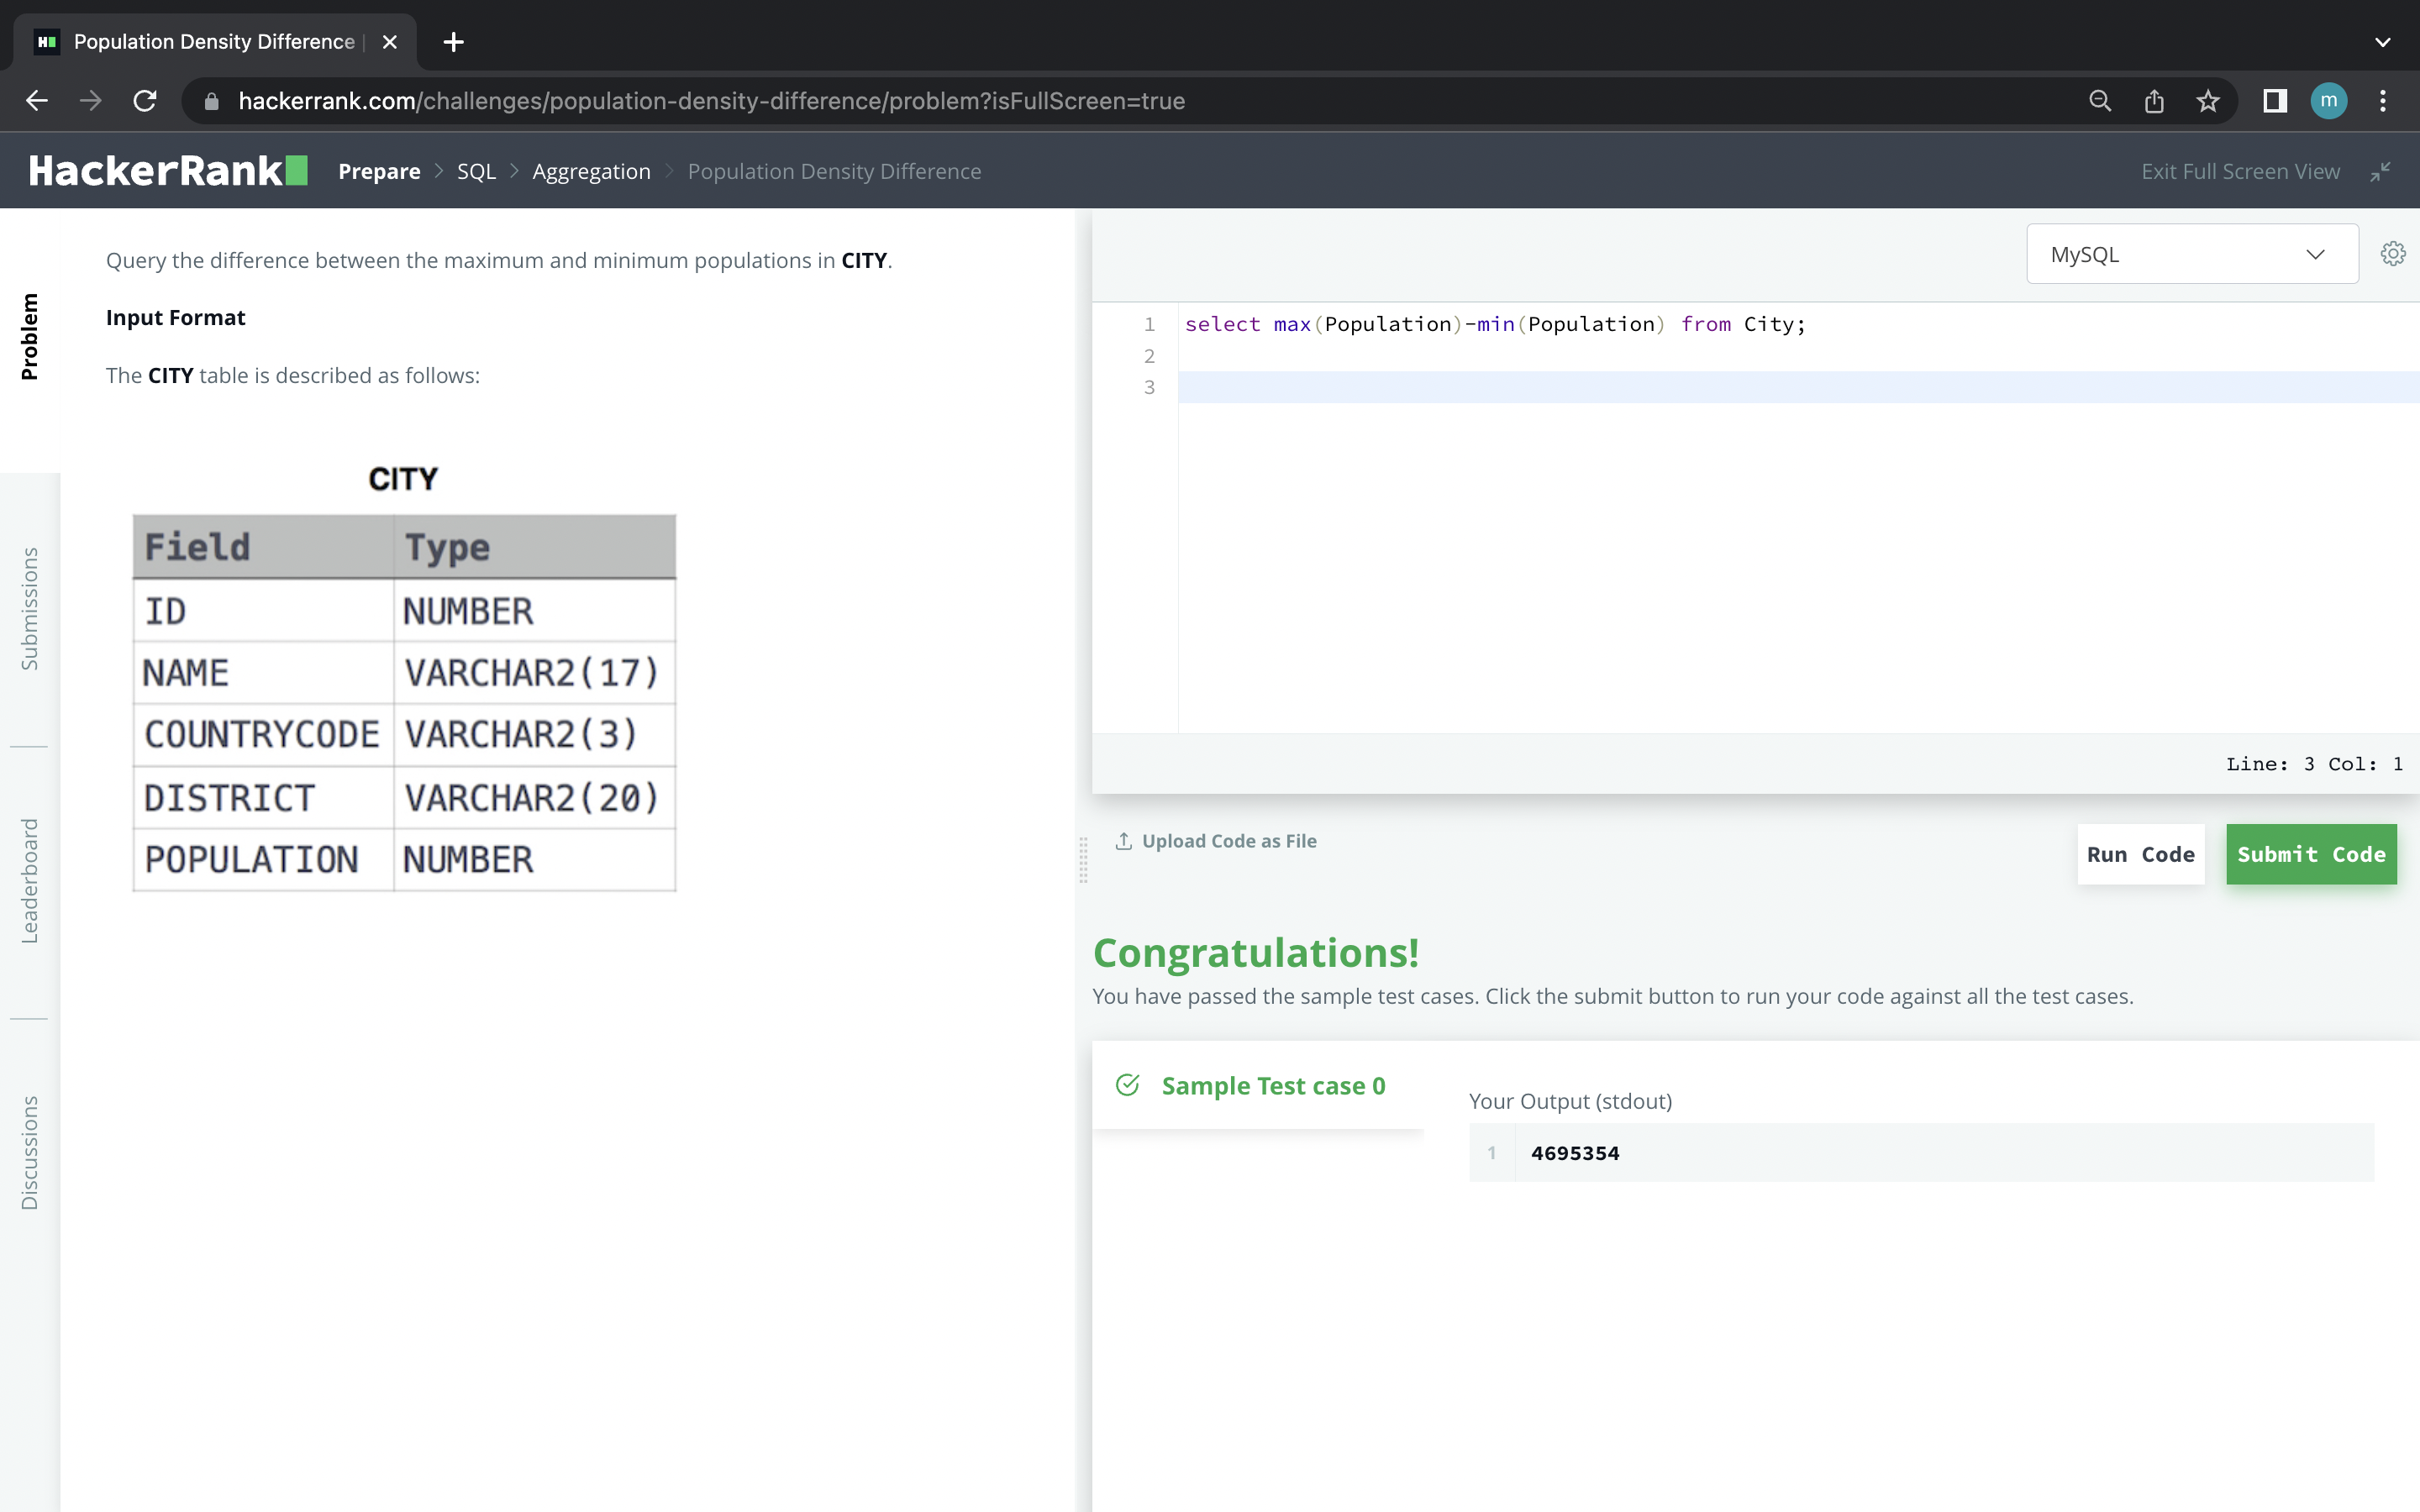 Population Density Difference |
hackerrank.com/challenges/population-density-difference/problem?isFullScreen=true
m
HackerRank
Prepare > SQL > Aggregation > Population Density Difference
Exit Full Screen View
Problem
Submissions
Leaderboard
Discussions
Query the difference between the maximum and minimum populations in CITY.
Input Format
The CITY table is described as follows:
CITY
Field Type
ID NUMBER
NAME VARCHAR2(17)
COUNTRYCODE VARCHAR2(3)
DISTRICT VARCHAR2(20)
POPULATION NUMBER
MySQL
1 select max(Population)-min(Population) from City;
2
3
Line: 3 Col: 1
Upload Code as File
Run Code
Submit Code
Congratulations!
You have passed the sample test cases. Click the submit button to run your code against all the test cases.
Sample Test case 0
Your Output (stdout)
1 4695354